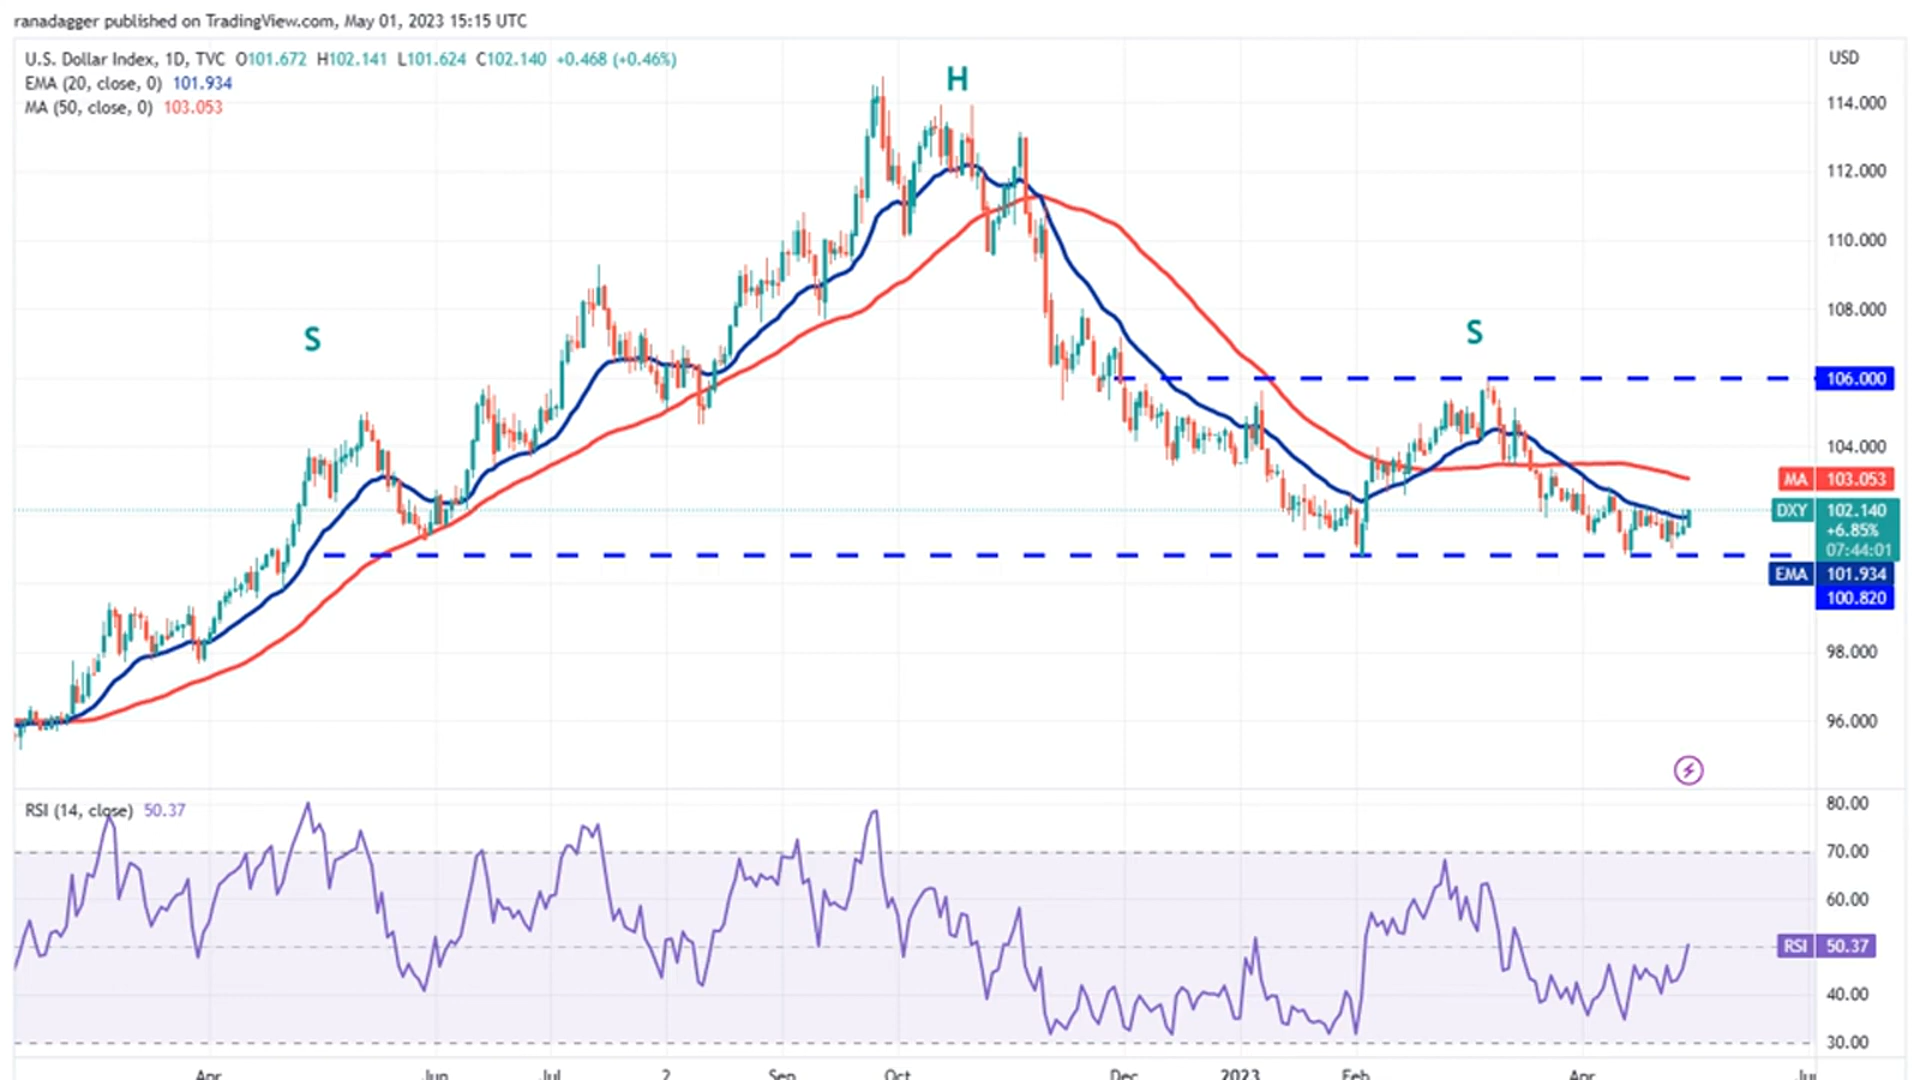 ranadagger published on TradingView.com, May 01, 2023 15:15 UTC
U.S. Dollar Index, 1D, TVC O101.672 H102.141 L101.624 C102.140 +0.468 (+0.46%)
USD
EMA (20, close, 0) 101.934
MA (50, close, 0) 103.053
H
114.000
112.000
110.000
108.000
S
S
106.000
104.000
MA 103.053
DXY 102.140
+6.85%
07:44:01
EMA 101.934
100.820
98.000
96.000
RSI (14, close) 50.37
80.00
70.00
60.00
RSI 50.37
40.00
30.00
Apr Jun Jul 2 Sep Oct Dec 2023 Feb Apr